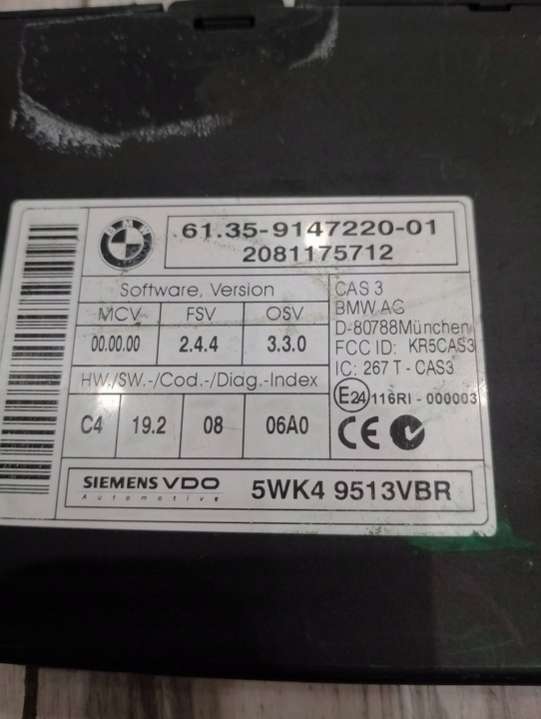 BMW
61.35-9147220-01
2081175712
Software, Version
MCV FSV OSV
00.00.00 2.4.4 3.3.0
HW./SW.-/Cod.-/Diag.-Index
C4 19.2 08 06A0
CAS 3
BMW AG
D-80788München
FCC ID: KR5CAS3
IC: 267 T - CAS3
E24 116RI - 000003
CE
SIEMENS VDO
Automotive
5WK4 9513VBR